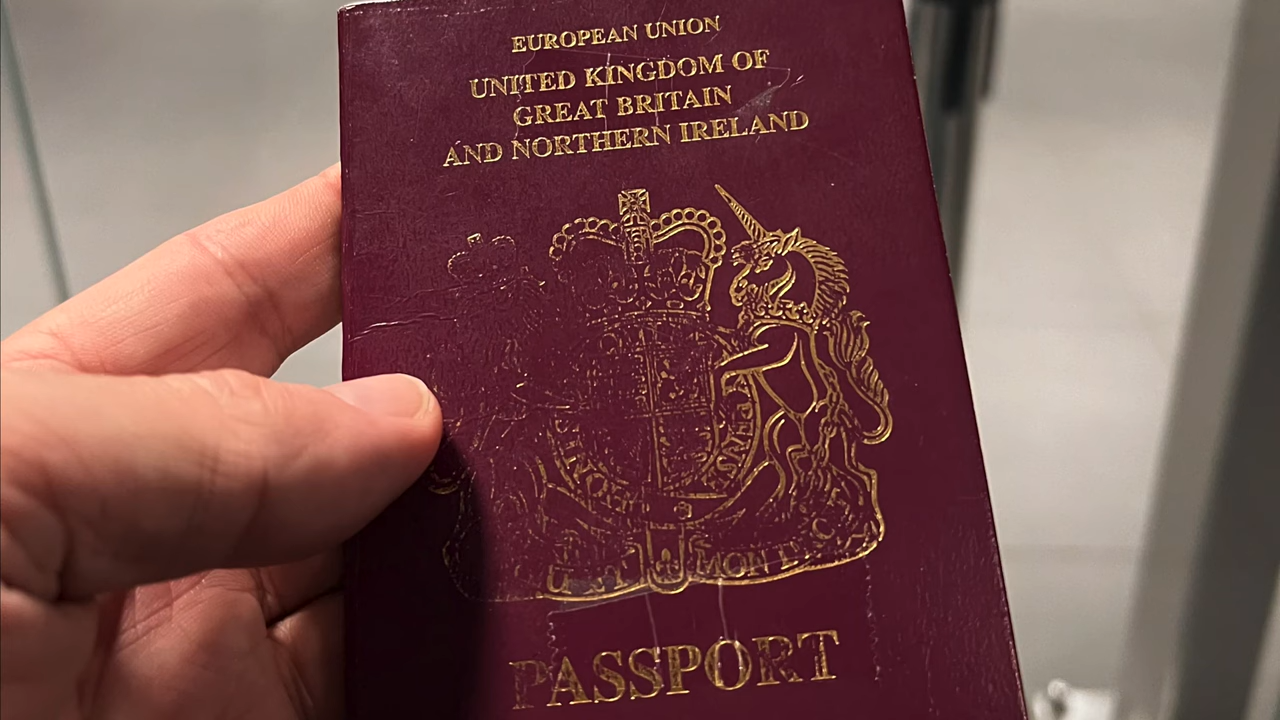 EUROPEAN UNION
UNITED KINGDOM OF
GREAT BRITAIN
AND NORTHERN IRELAND
PASSPORT